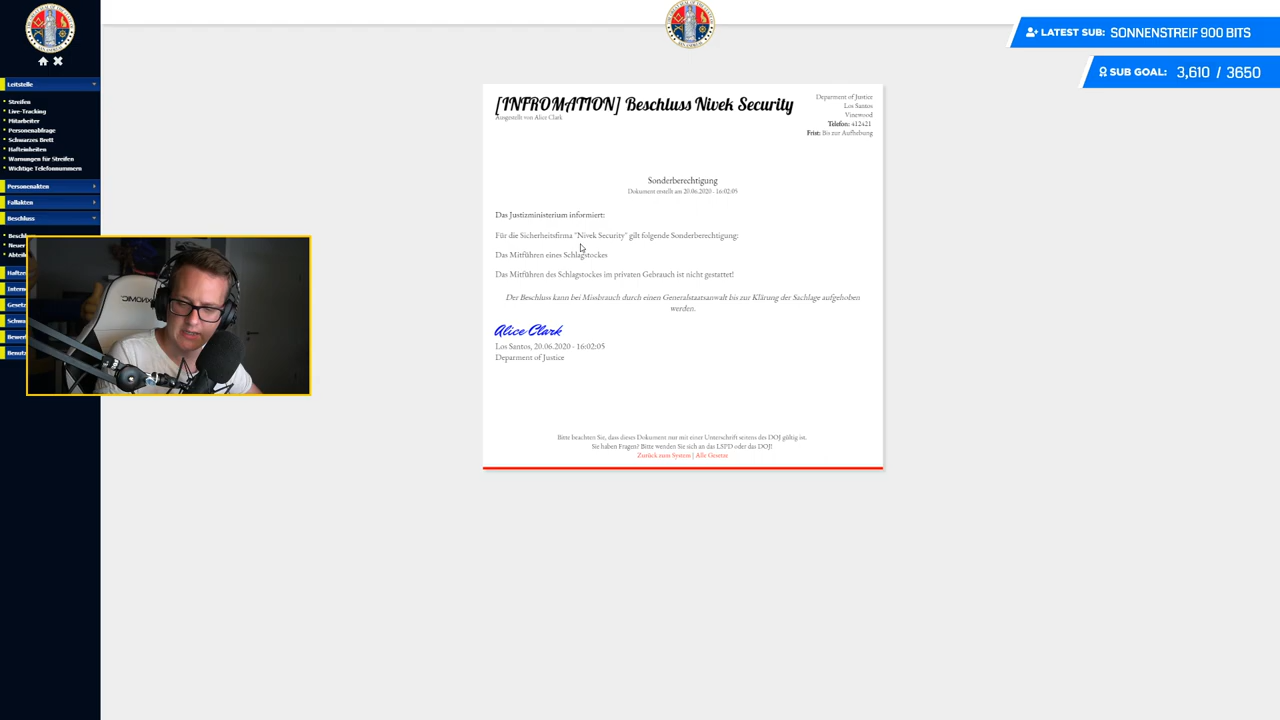 LATEST SUB: SONNENSTREIF 900 BITS
SUB GOAL: 3,610 / 3650
Leitstelle
Streifen
Live-Tracking
Mitarbeiter
Personenabfrage
Schwarzes Brett
Hafteinheiten
Warnungen für Streifen
Wichtige Telefonnummern
Personenakten
Fallakten
Beschluss
Neuer
[INFROMATION] Beschluss Nivek Security
Ausgestellt von Alice Clark
Deparment of Justice
Los Santos
Vinewood
Telefon: 412421
Frist: Bis zur Aufhebung
Sonderberechtigung
Dokument erstellt am 20.06.2020 - 16:02:05
Das Justizministerium informiert:
Für die Sicherheitsfirma "Nivek Security" gilt folgende Sonderberechtigung:
Das Mitführen eines Schlagstockes
Das Mitführen des Schlagstockes im privaten Gebrauch ist nicht gestattet!
Der Beschluss kann bei Missbrauch durch einen Generalstaatsanwalt bis zur Klärung der Sachlage aufgehoben
werden.
Alice Clark
Los Santos, 20.06.2020 - 16:02:05
Deparment of Justice
Bitte beachten Sie, dass dieses Dokument nur mit einer Unterschrift seitens des DOJ gültig ist.
Sie haben Fragen? Bitte wenden Sie sich an das LSPD oder das DOJ!
Zurück zum System | Alle Gesetze